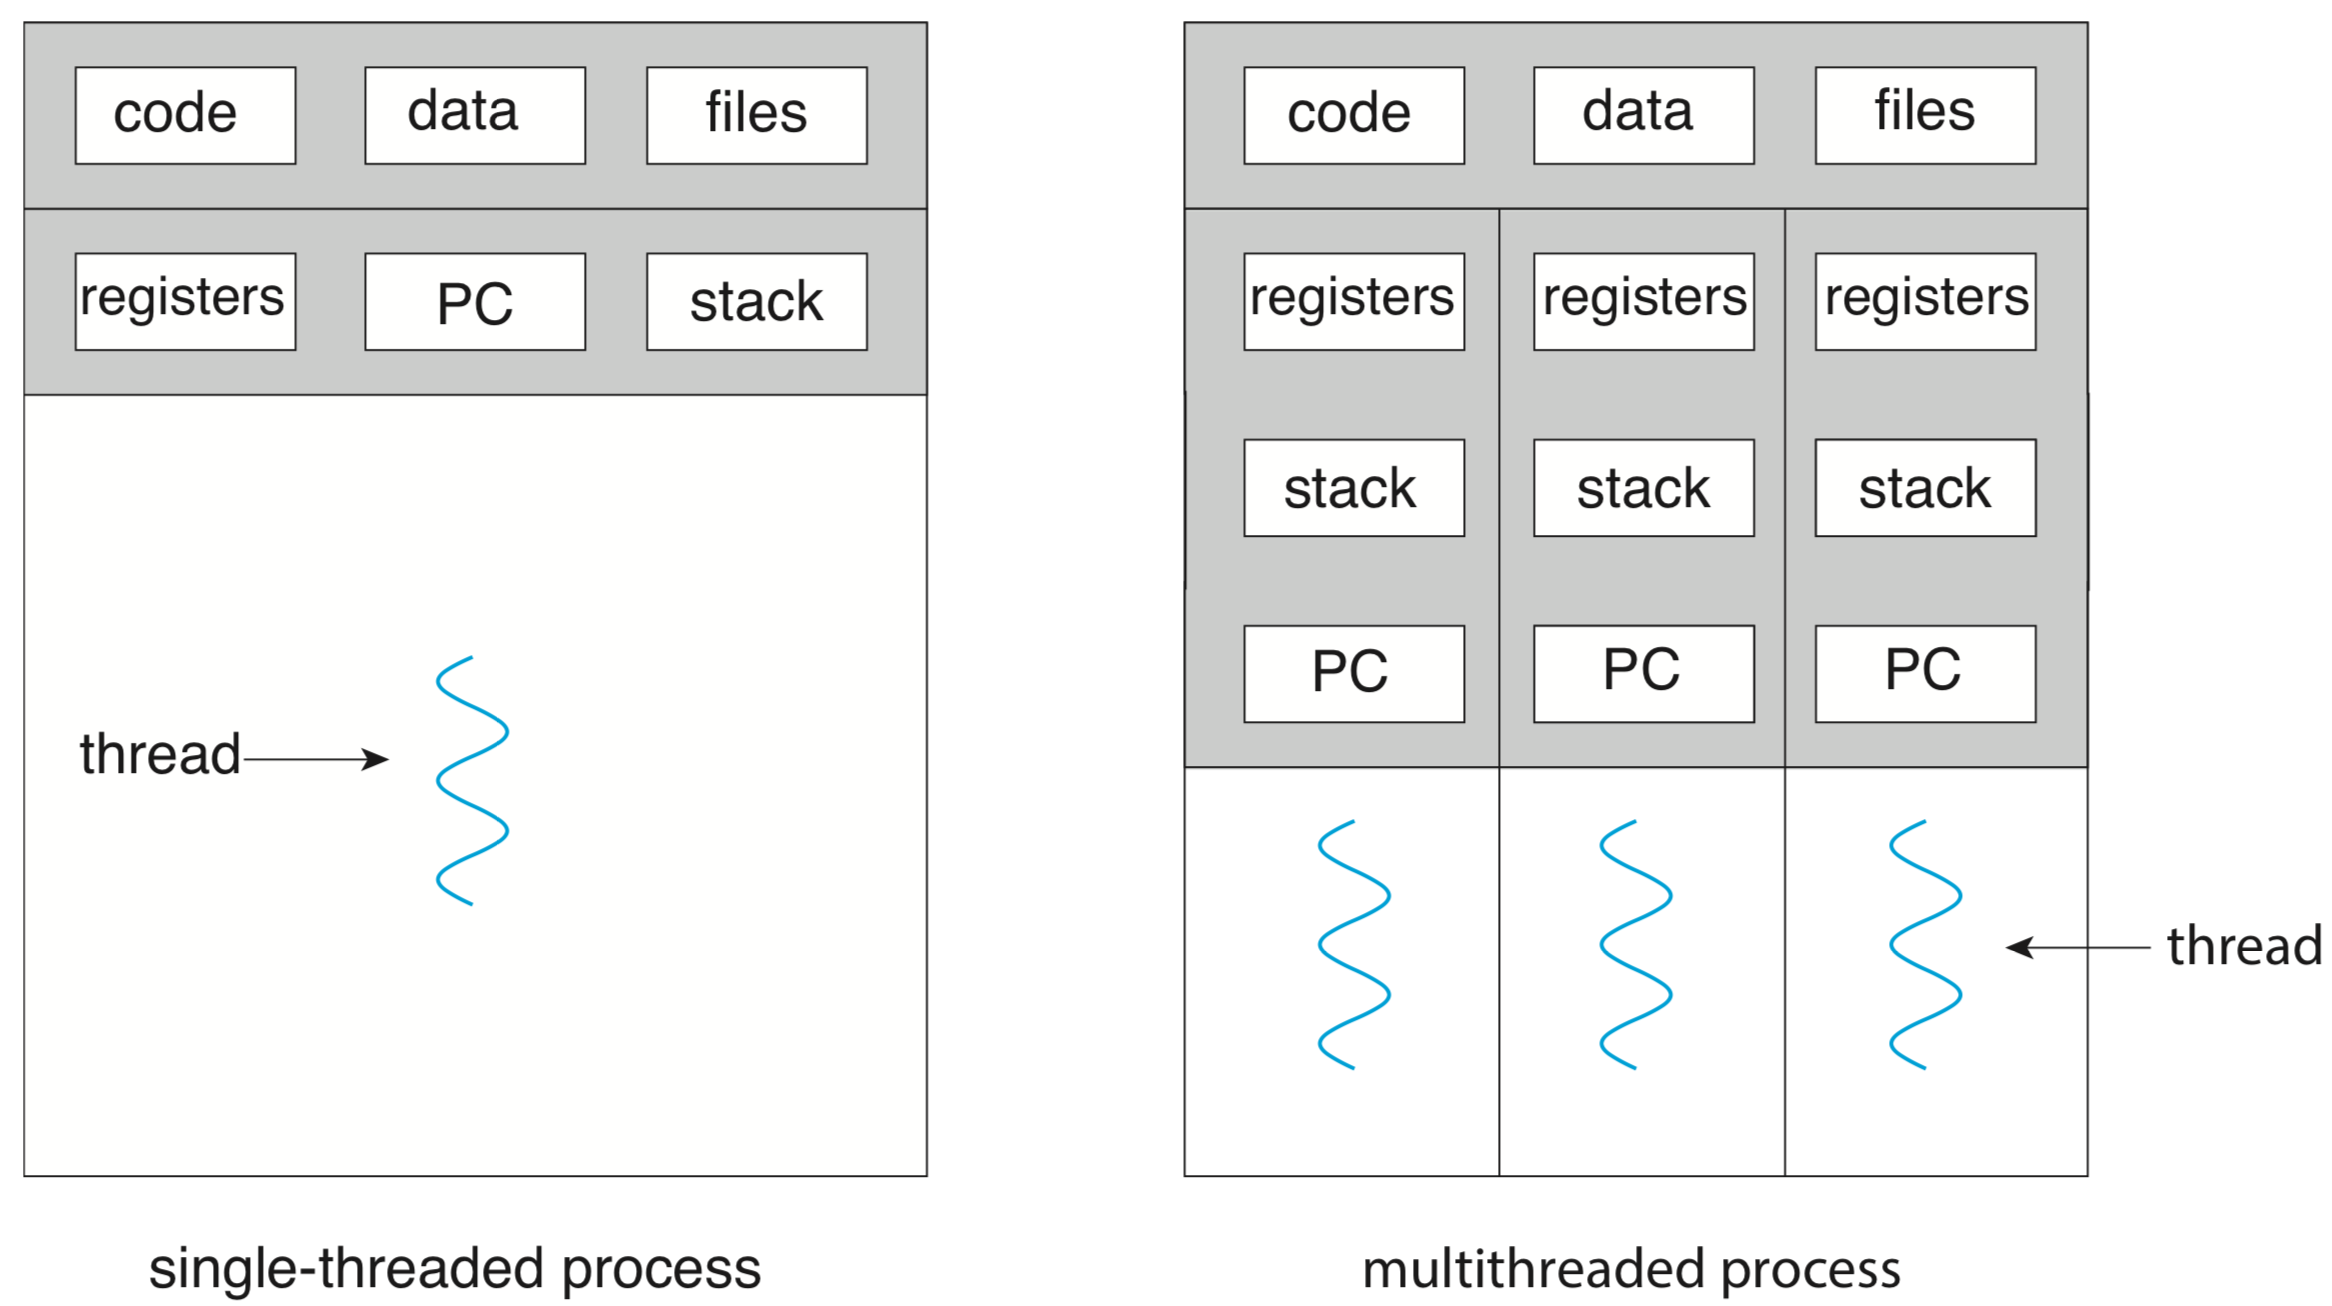 code data files
registers PC stack
thread
single-threaded process
code data files
registers registers registers
stack stack stack
PC PC PC
thread
multithreaded process